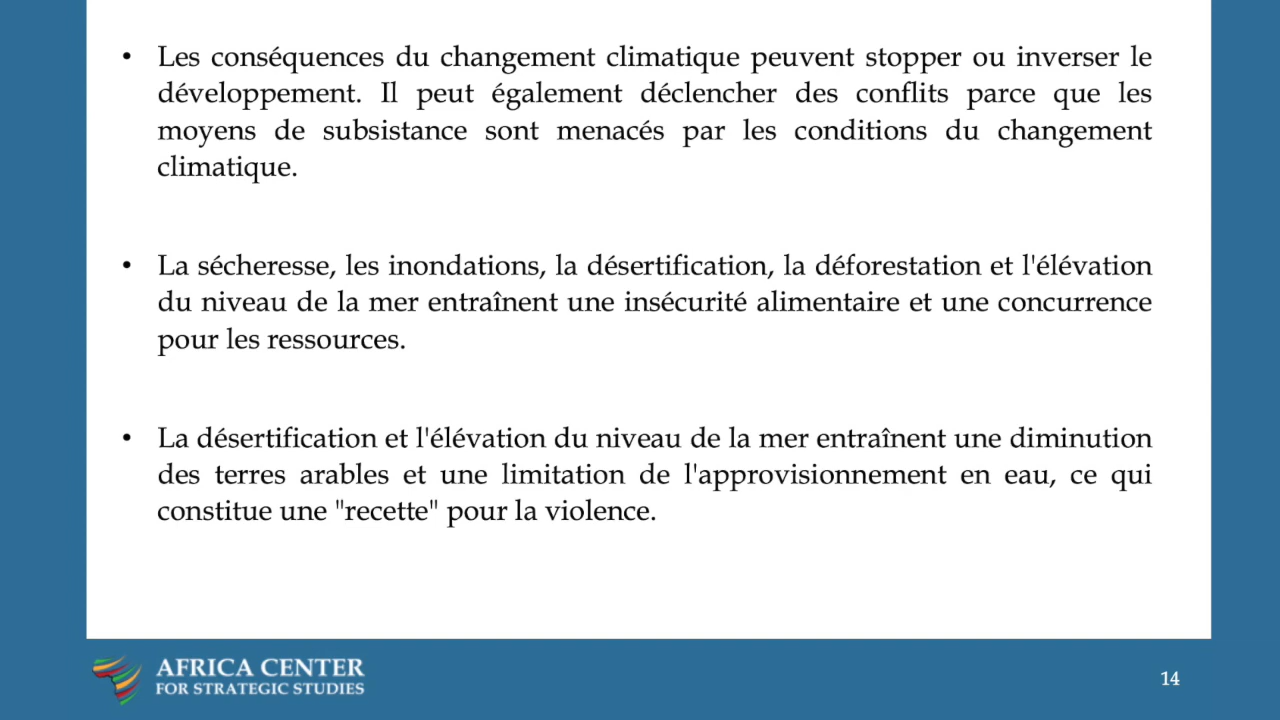 • Les conséquences du changement climatique peuvent stopper ou inverser le
développement. Il peut également déclencher des conflits parce que les
moyens de subsistance sont menacés par les conditions du changement
climatique.
• La sécheresse, les inondations, la désertification, la déforestation et l'élévation
du niveau de la mer entraînent une insécurité alimentaire et une concurrence
pour les ressources.
• La désertification et l'élévation du niveau de la mer entraînent une diminution
des terres arables et une limitation de l'approvisionnement en eau, ce qui
constitue une "recette" pour la violence.
AFRICA CENTER
FOR STRATEGIC STUDIES
14